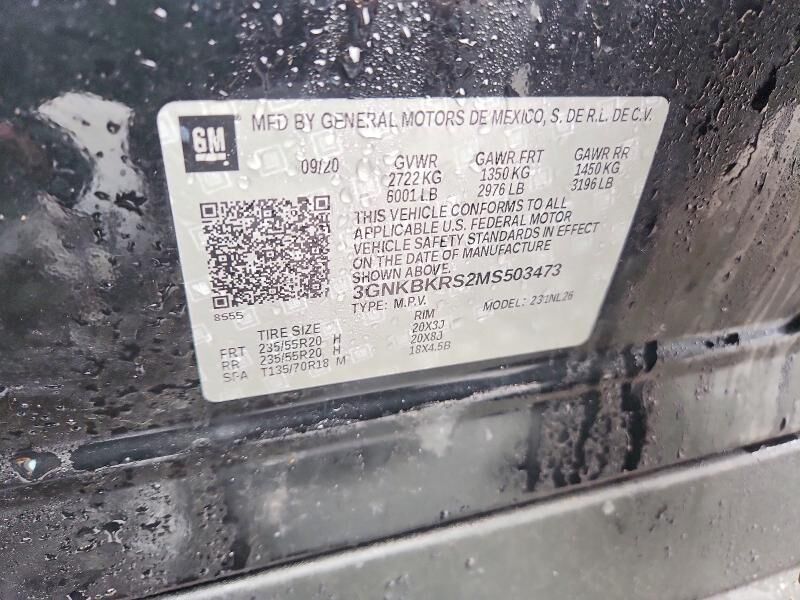 GM
MFD BY GENERAL MOTORS DE MEXICO, S. DE R.L. DE C.V.
09/20 GVWR GAWR FRT GAWR RR
2722 KG 1350 KG 1450 KG
6001 LB 2976 LB 3196 LB
THIS VEHICLE CONFORMS TO ALL
APPLICABLE U.S. FEDERAL MOTOR
VEHICLE SAFETY STANDARDS IN EFFECT
ON THE DATE OF MANUFACTURE
SHOWN ABOVE.
3GNKBKRS2MS503473
8555
TYPE: M.P.V. MODEL: 231NL26
TIRE SIZE RIM
FRT 235/55R20 H 20X8J
RR 235/55R20 H 20X8J
SPA T135/70R18 M 18X4.5B